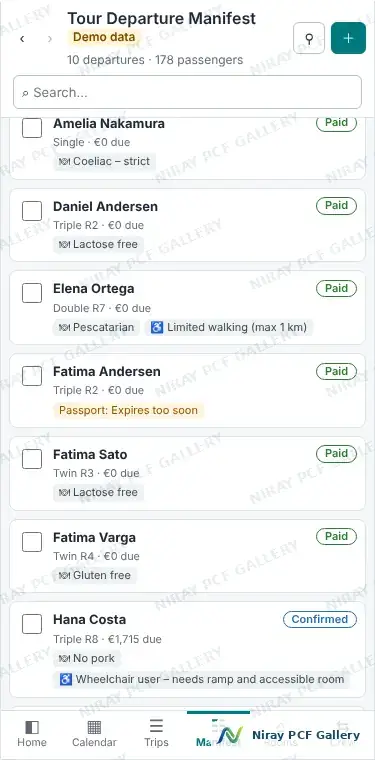 Tour Departure Manifest
Demo data
10 departures · 178 passengers
Search...
Amelia Nakamura
Paid
Single · €0 due
Coeliac – strict
Daniel Andersen
Paid
Triple R2 · €0 due
Lactose free
Elena Ortega
Paid
Double R7 · €0 due
Pescatarian Limited walking (max 1 km)
Fatima Andersen
Paid
Triple R2 · €0 due
Passport: Expires too soon
Fatima Sato
Paid
Twin R3 · €0 due
Lactose free
Fatima Varga
Paid
Twin R4 · €0 due
Gluten free
Hana Costa
Confirmed
Triple R8 · €1,715 due
No pork
Wheelchair user – needs ramp and accessible room
Home Calendar Trips
Niray PCF Gallery
NIRAY PCF GALLERY